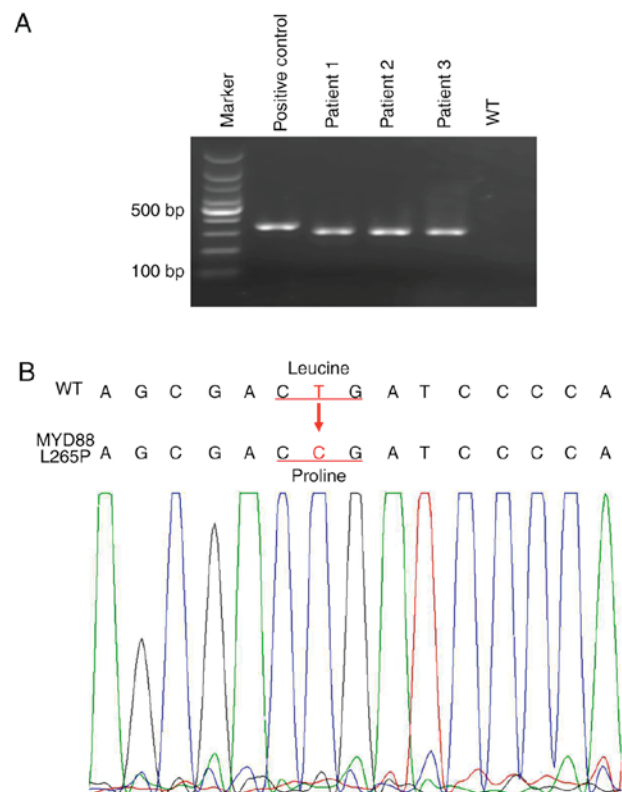 A
Marker
Positive control
Patient 1
Patient 2
Patient 3
WT
500 bp
100 bp
B
Leucine
WT A G C G A C T G A T C C C C A
MYD88
L265P A G C G A C C G A T C C C C A
Proline